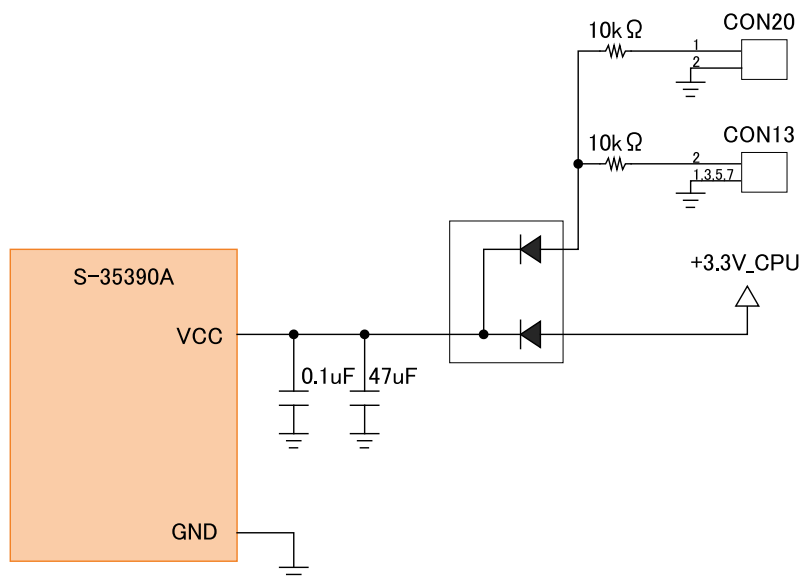 CON20
10kΩ
1
2
CON13
10kΩ
2
1.3.5.7
+3.3V_CPU
S-35390A
VCC
0.1uF
47uF
GND